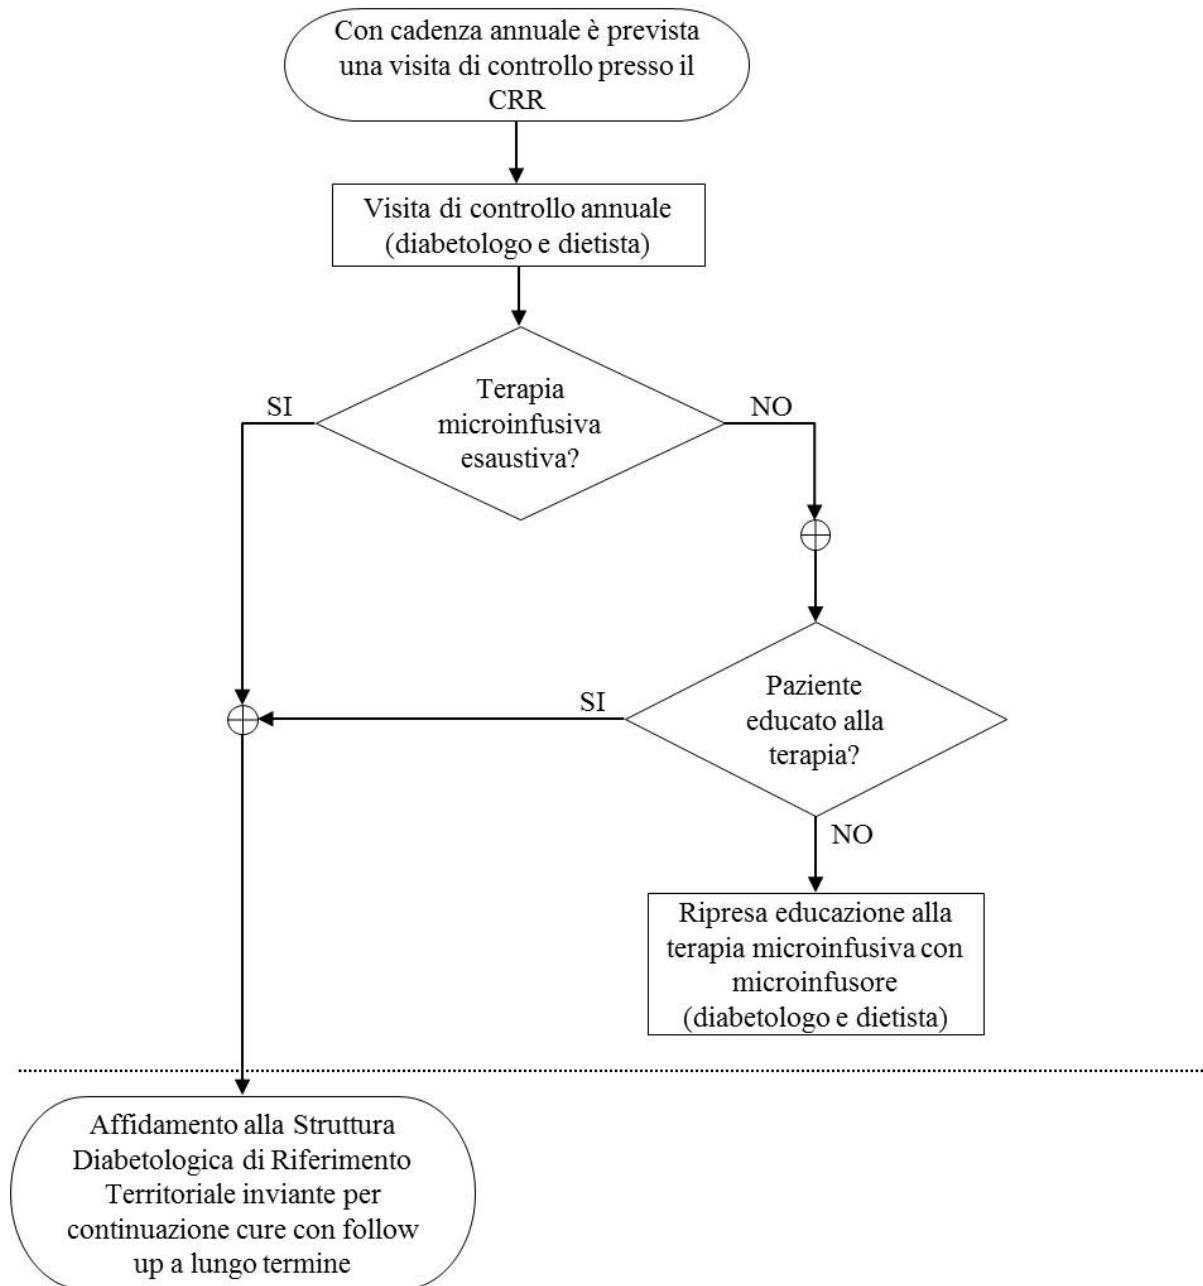 Con cadenza annuale è prevista
una visita di controllo presso il
CRR
Visita di controllo annuale
(diabetologo e dietista)
Terapia
microinfusiva
esaustiva?
SI
NO
Paziente
educato alla
terapia?
SI
NO
Ripresa educazione alla
terapia microinfusiva con
microinfusore
(diabetologo e dietista)
Affidamento alla Struttura
Diabetologica di Riferimento
Territoriale inviante per
continuazione cure con follow
up a lungo termine